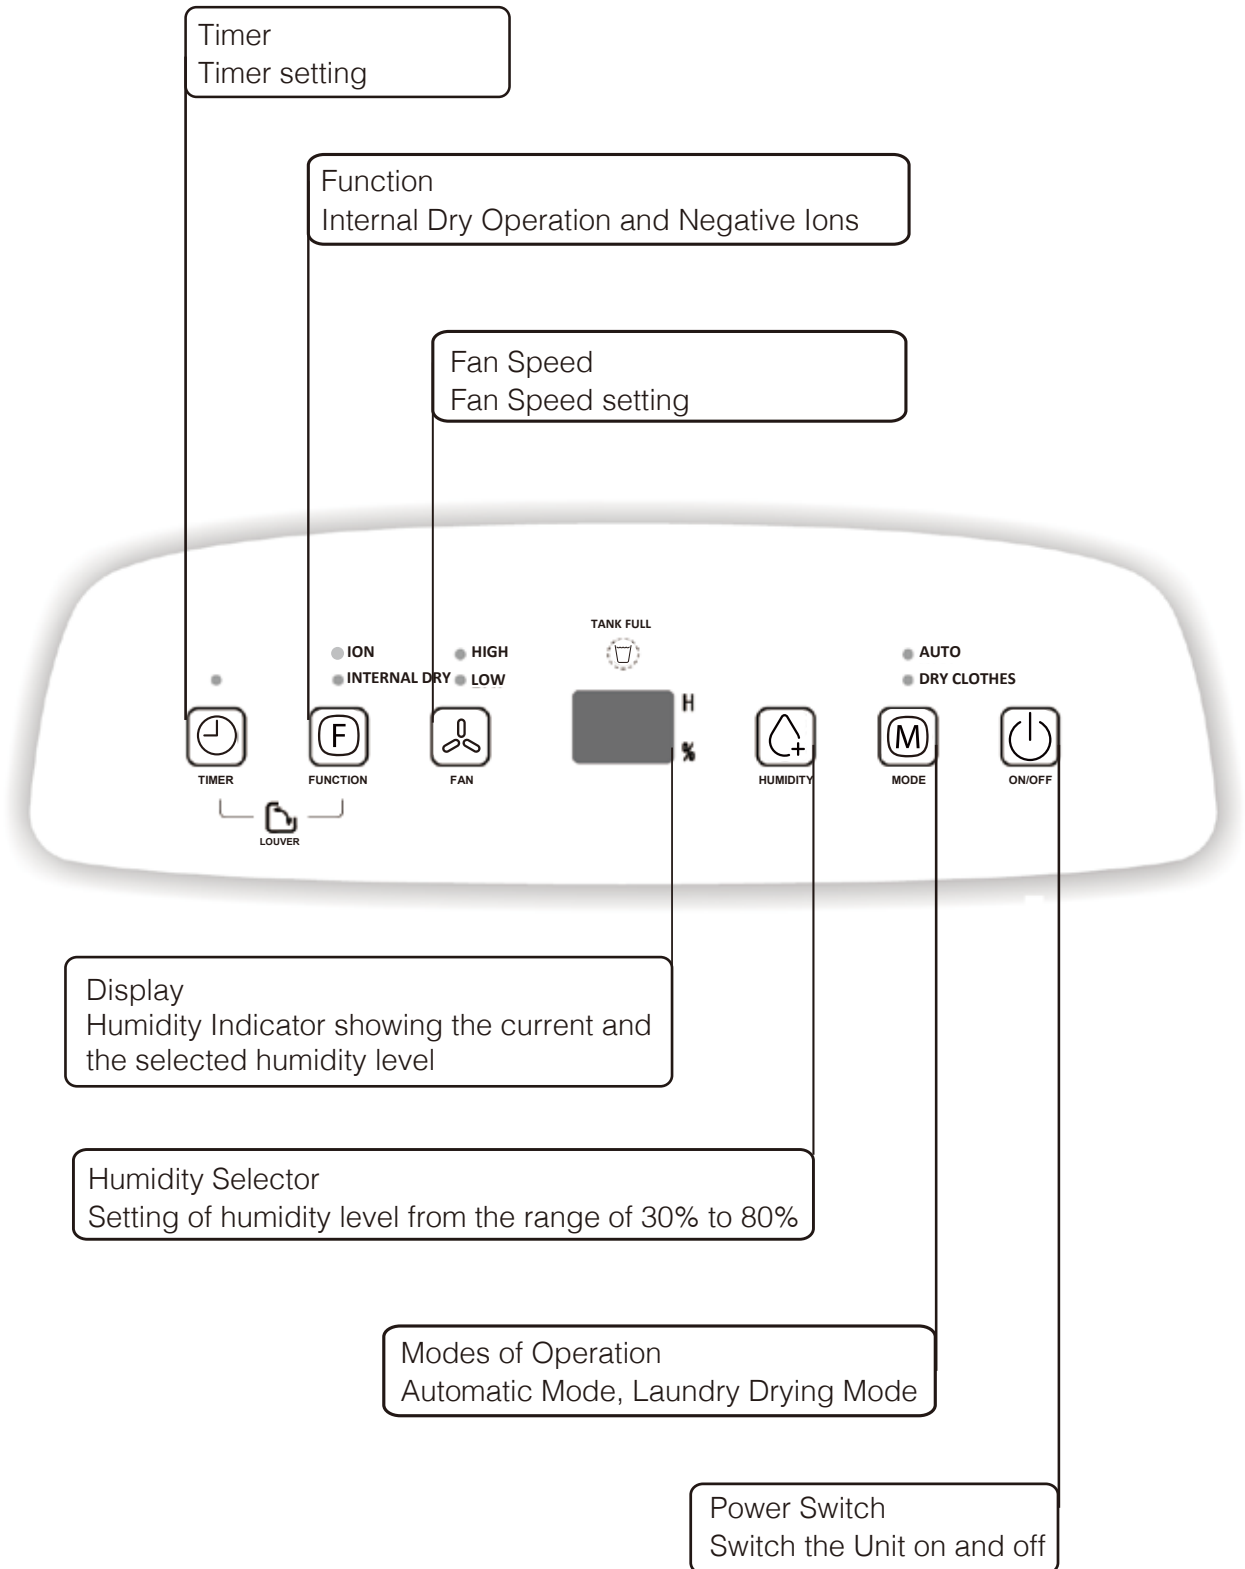 Timer
Timer setting
Function
Internal Dry Operation and Negative Ions
Fan Speed
Fan Speed setting
TANK FULL
ION
HIGH
AUTO
INTERNAL DRY
LOW
DRY CLOTHES
H
%
F
M
TIMER
FUNCTION
FAN
HUMIDITY
MODE
ON/OFF
LOUVER
Display
Humidity Indicator showing the current and
the selected humidity level
Humidity Selector
Setting of humidity level from the range of 30% to 80%
Modes of Operation
Automatic Mode, Laundry Drying Mode
Power Switch
Switch the Unit on and off